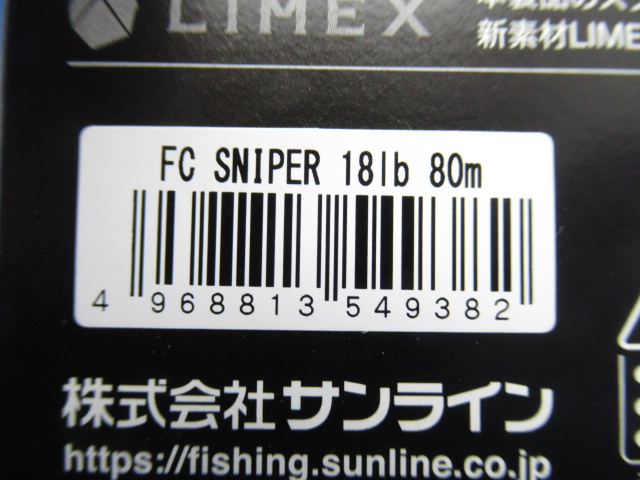 LIMEX
新素材LIME
FC SNIPER 18lb 80m
4 968813 549382
株式会社サンライン
https://fishing.sunline.co.jp